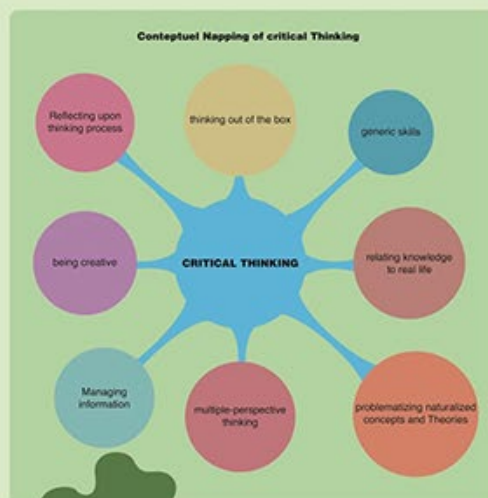 Conteptuel Napping of critical Thinking
Reflecting upon
thinking process
thinking out of the box
generic skills
being creative
CRITICAL THINKING
relating knowledge
to real life
Managing
information
multiple-perspective
thinking
problematizing naturalized
concepts and Theories